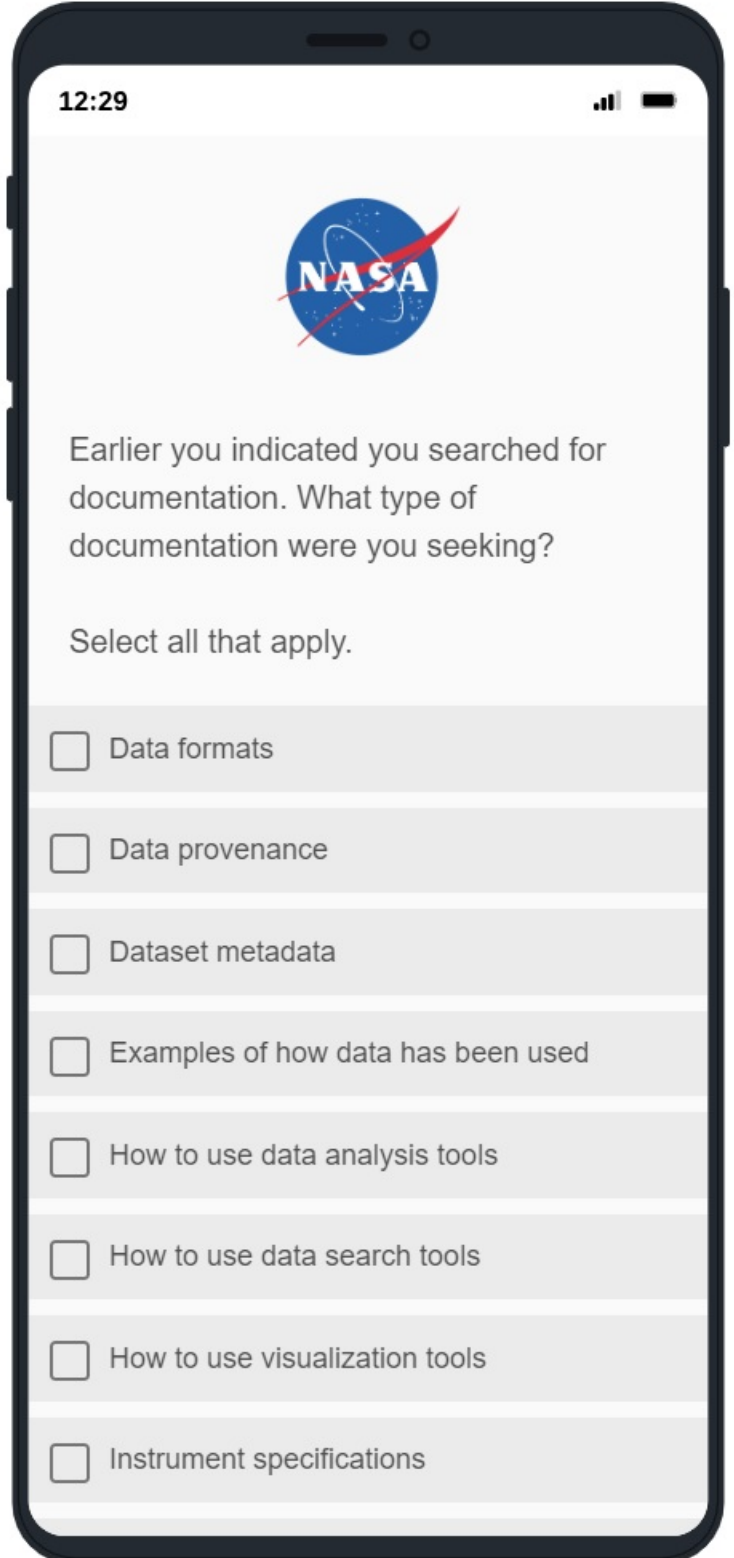 12:29
NASA
Earlier you indicated you searched for
documentation. What type of
documentation were you seeking?
Select all that apply.
Data formats
Data provenance
Dataset metadata
Examples of how data has been used
How to use data analysis tools
How to use data search tools
How to use visualization tools
Instrument specifications